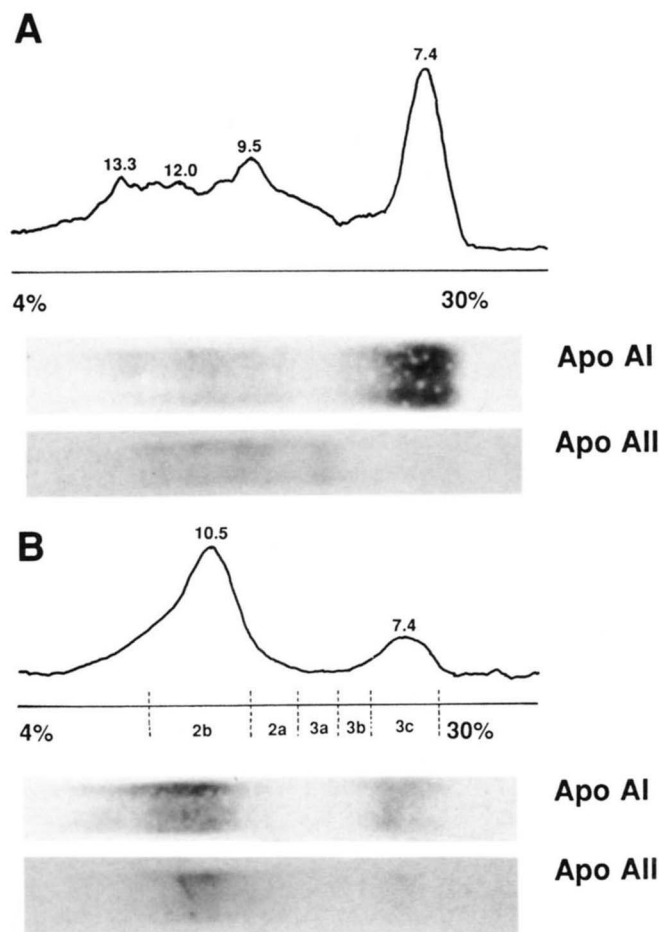 A
7.4
13.3 12.0 9.5
4% 30%
Apo AI
Apo AII
B
10.5
7.4
4% 2b 2a 3a 3b 3c 30%
Apo AI
Apo AII